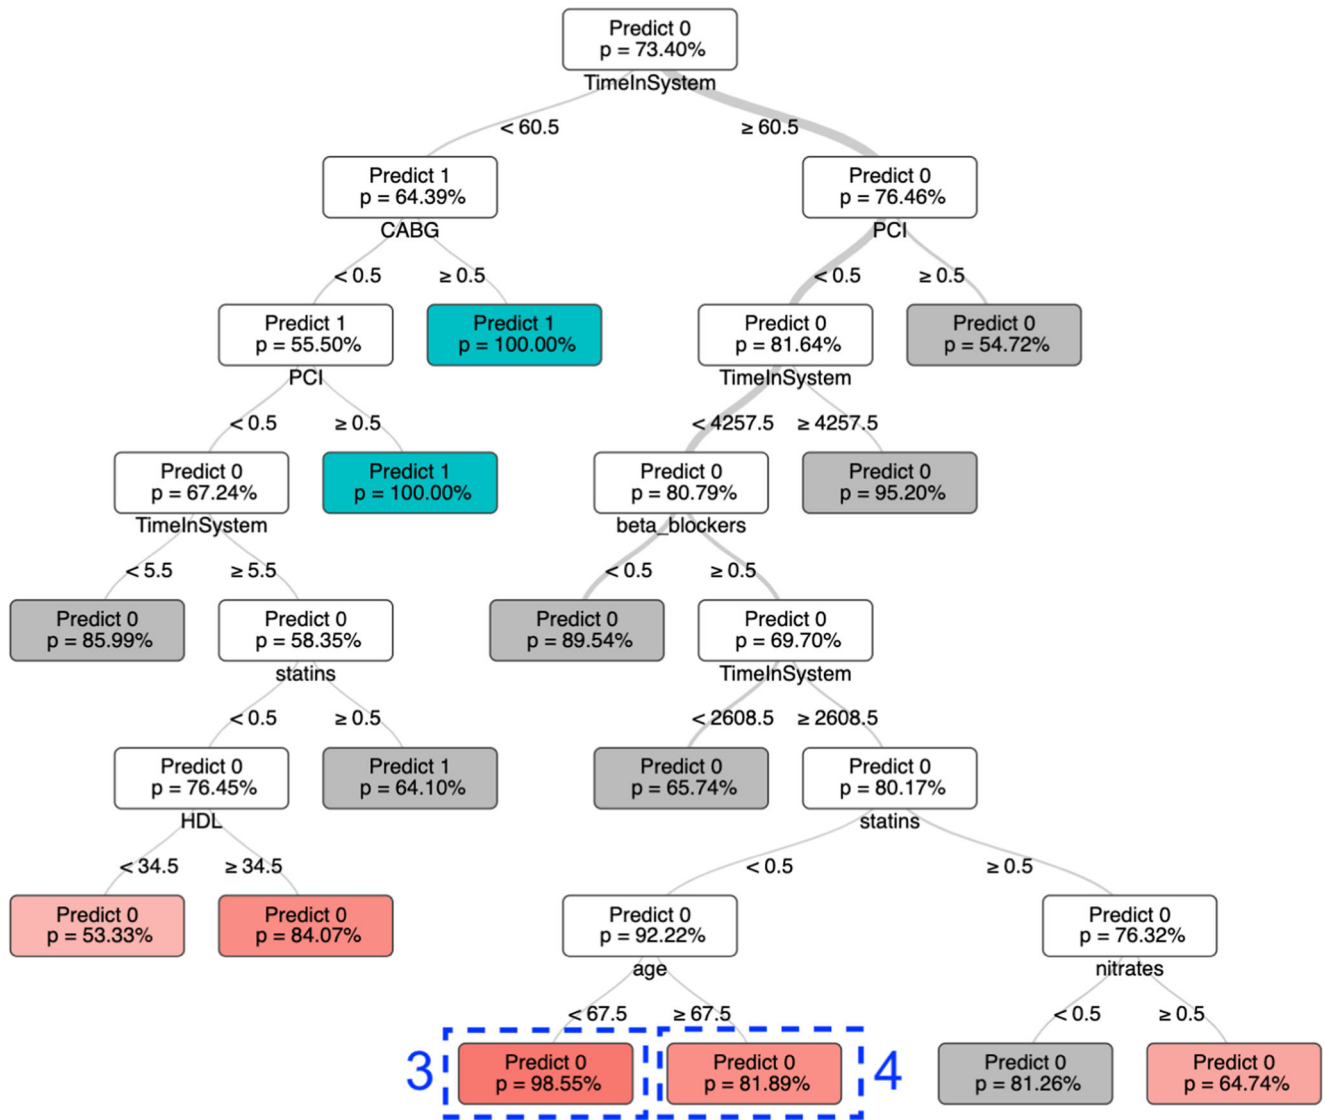 Predict 0
p = 73.40%
TimeInSystem
< 60.5
≥ 60.5
Predict 1
p = 64.39%
CABG
Predict 0
p = 76.46%
PCI
< 0.5
≥ 0.5
< 0.5
≥ 0.5
Predict 1
p = 55.50%
PCI
Predict 1
p = 100.00%
Predict 0
p = 81.64%
TimeInSystem
Predict 0
p = 54.72%
< 0.5
≥ 0.5
< 4257.5
≥ 4257.5
Predict 0
p = 67.24%
TimeInSystem
Predict 1
p = 100.00%
Predict 0
p = 80.79%
beta_blockers
Predict 0
p = 95.20%
< 5.5
≥ 5.5
< 0.5
≥ 0.5
Predict 0
p = 85.99%
Predict 0
p = 58.35%
statins
Predict 0
p = 89.54%
Predict 0
p = 69.70%
TimeInSystem
< 0.5
≥ 0.5
< 2608.5
≥ 2608.5
Predict 0
p = 76.45%
HDL
Predict 1
p = 64.10%
Predict 0
p = 65.74%
Predict 0
p = 80.17%
statins
< 34.5
≥ 34.5
< 0.5
≥ 0.5
Predict 0
p = 53.33%
Predict 0
p = 84.07%
Predict 0
p = 92.22%
age
Predict 0
p = 76.32%
nitrates
< 67.5
≥ 67.5
< 0.5
≥ 0.5
3
Predict 0
p = 98.55%
Predict 0
p = 81.89%
4
Predict 0
p = 81.26%
Predict 0
p = 64.74%